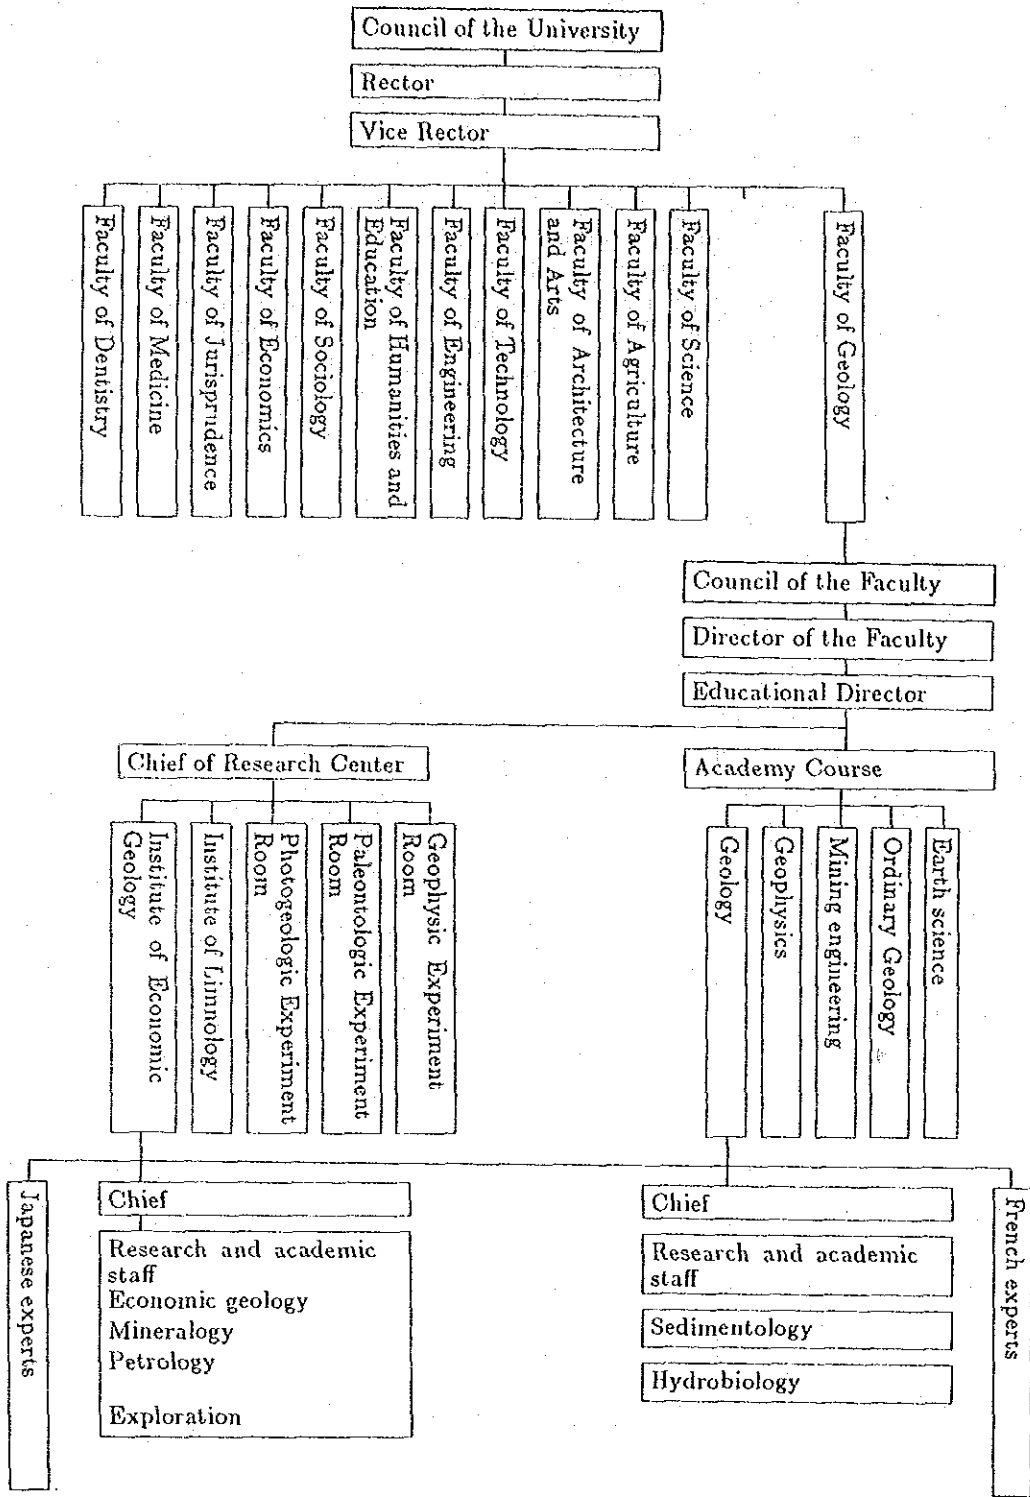 Council of the University
Rector
Vice Rector
Faculty of Dentistry
Faculty of Medicine
Faculty of Jurisprudence
Faculty of Economics
Faculty of Sociology
Faculty of Humanities and
Education
Faculty of Engineering
Faculty of Technology
Faculty of Architecture
and Arts
Faculty of Agriculture
Faculty of Science
Faculty of Geology
Council of the Faculty
Director of the Faculty
Educational Director
Chief of Research Center
Academy Course
Institute of Economic
Geology
Institute of Limnology
Photogeologic Experiment
Room
Paleontologic Experiment
Room
Geophysic Experiment
Room
Geology
Geophysics
Mining engineering
Ordinary Geology
Earth science
Japanese experts
Chief
Research and academic
staff
Economic geology
Mineralogy
Petrology
Exploration
Chief
Research and academic
staff
Sedimentology
Hydrobiology
French experts